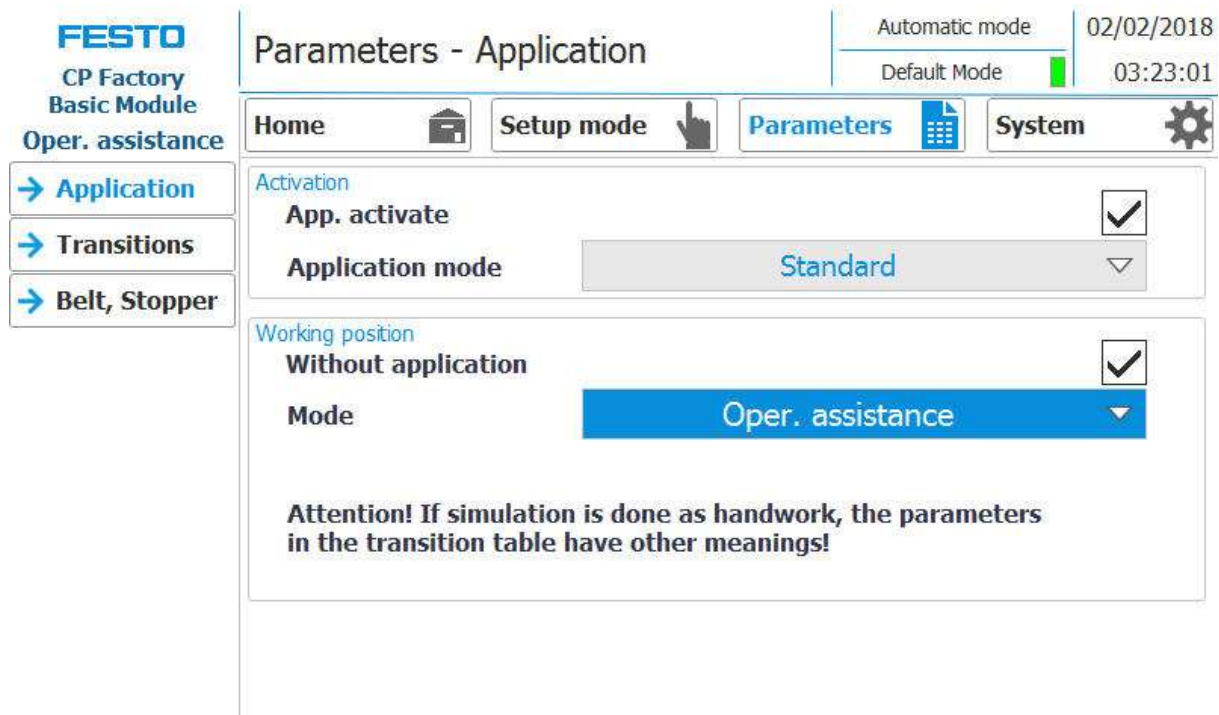 FESTO
CP Factory
Basic Module
Oper. assistance
Parameters - Application
Automatic mode
Default Mode
02/02/2018
03:23:01
Home
Setup mode
Parameters
System
Application
Transitions
Belt, Stopper
Activation
App. activate
Application mode
Standard
Working position
Without application
Mode
Oper. assistance
Attention! If simulation is done as handwork, the parameters
in the transition table have other meanings!